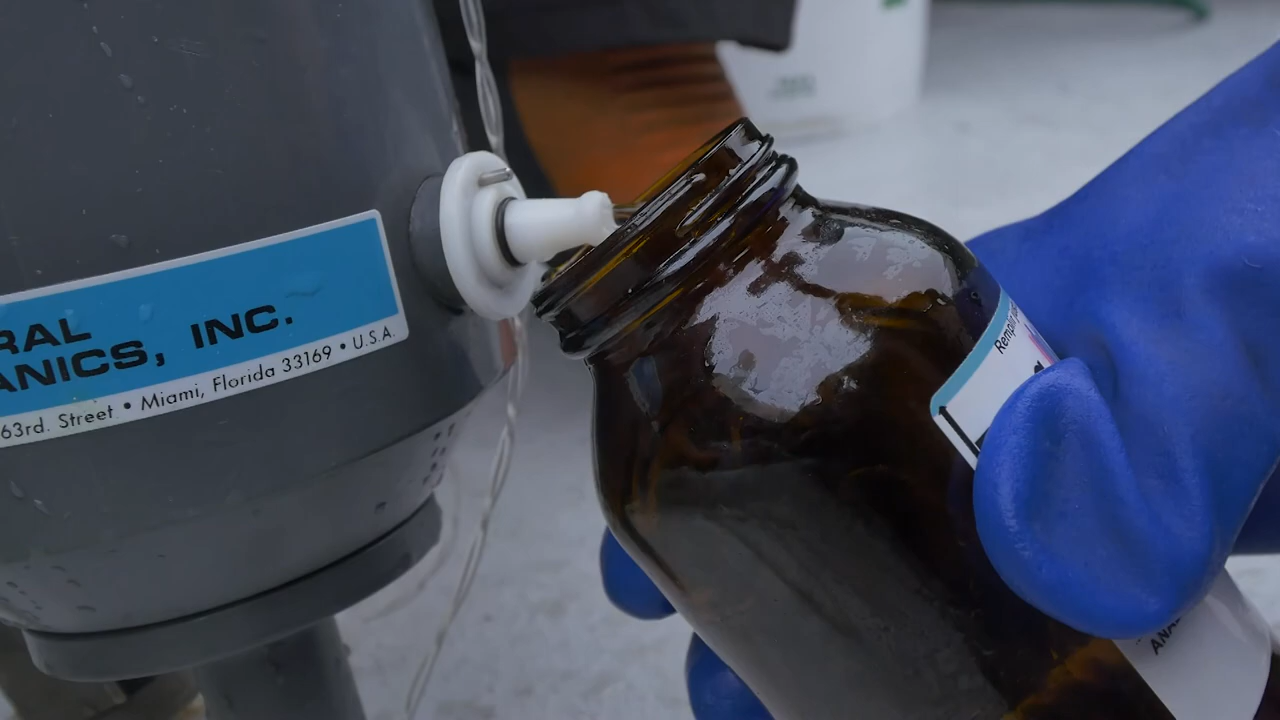 RAL
ANICS, INC.
63rd. Street • Miami, Florida 33169 • U.S.A.